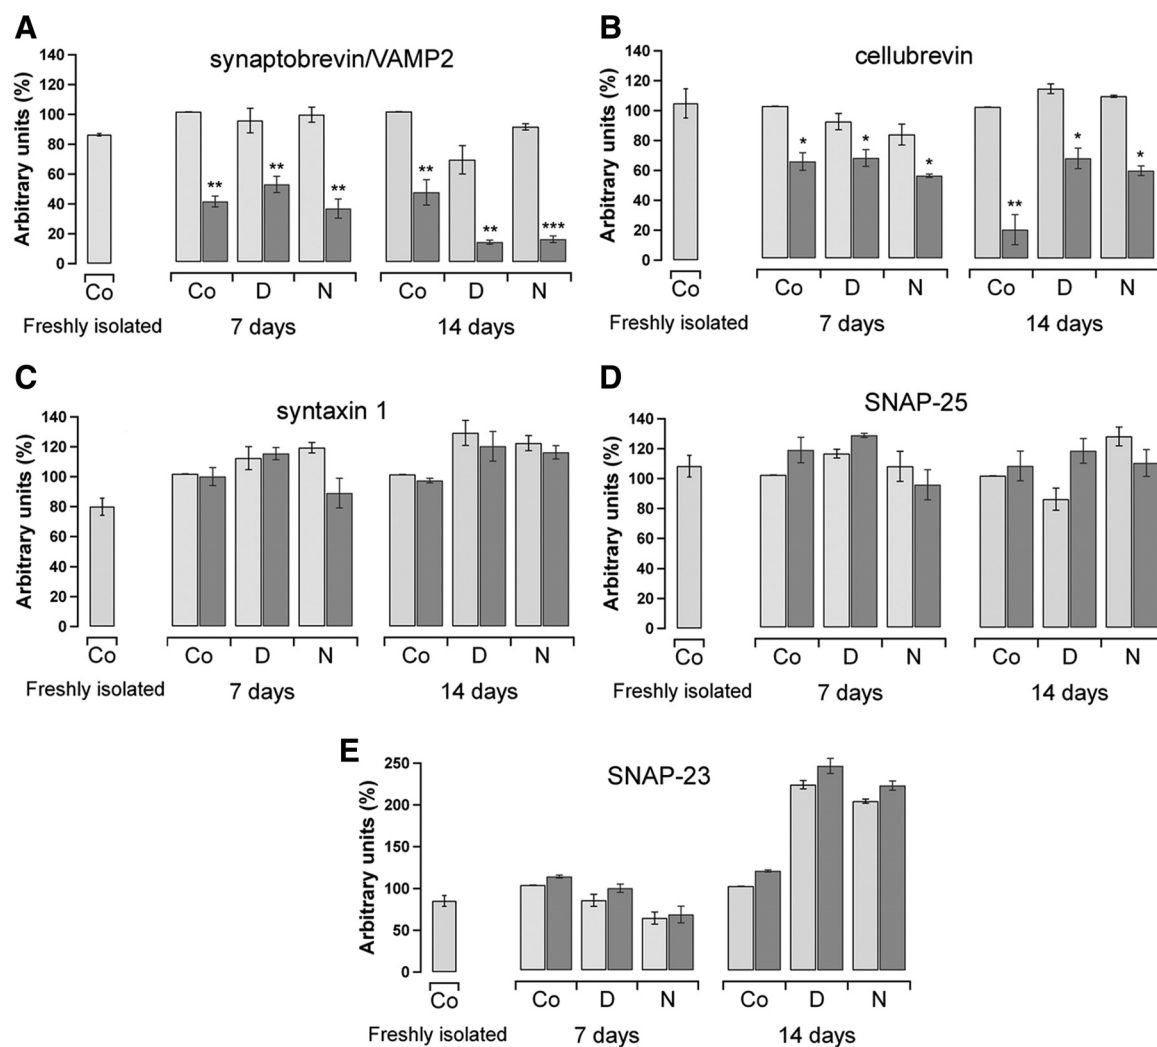 A
synaptobrevin/VAMP2
Arbitrary units (%)
140
120
100
80
60
40
20
0
** ** ** ** ** ***
Co Co D N Co D N
Freshly isolated 7 days 14 days
B
cellubrevin
Arbitrary units (%)
140
120
100
80
60
40
20
0
* * * ** * *
Co Co D N Co D N
Freshly isolated 7 days 14 days
C
syntaxin 1
Arbitrary units (%)
140
120
100
80
60
40
20
0
Co Co D N Co D N
Freshly isolated 7 days 14 days
D
SNAP-25
Arbitrary units (%)
140
120
100
80
60
40
20
0
Co Co D N Co D N
Freshly isolated 7 days 14 days
E
SNAP-23
Arbitrary units (%)
250
200
150
100
50
0
Co Co D N Co D N
Freshly isolated 7 days 14 days